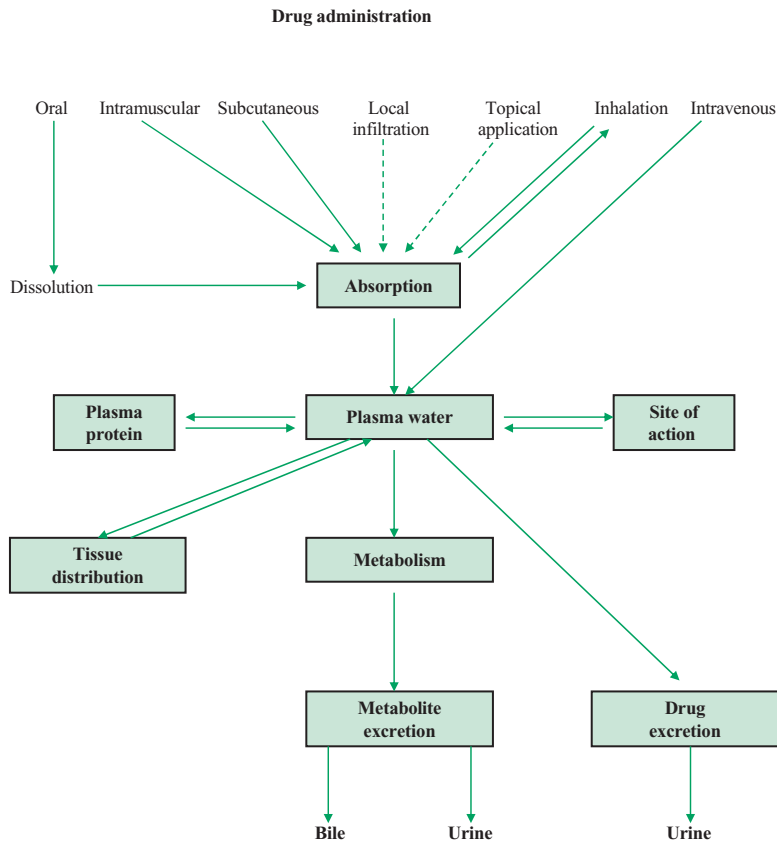 Drug administration
Oral
Intramuscular
Subcutaneous
Local
infiltration
Topical
application
Inhalation
Intravenous
Dissolution
Absorption
Plasma
protein
Plasma water
Site of
action
Tissue
distribution
Metabolism
Metabolite
excretion
Drug
excretion
Bile
Urine
Urine